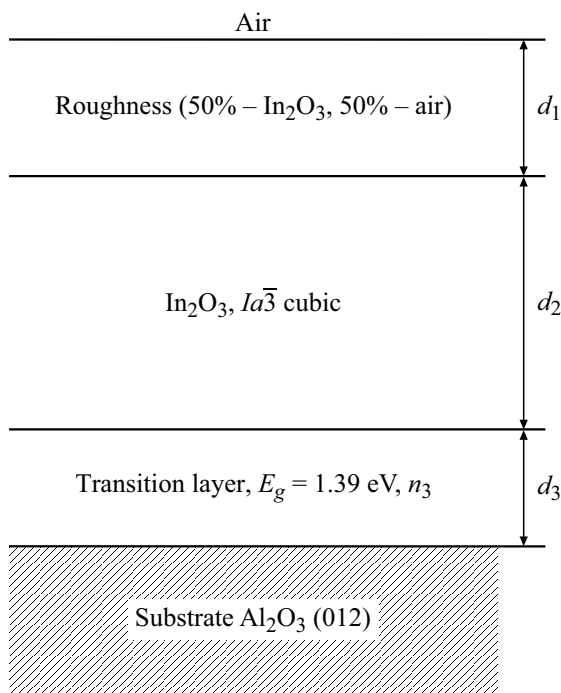 Air
Roughness (50% – In₂O₃, 50% – air)
d₁
In₂O₃, Ia3̅ cubic
d₂
Transition layer, E_g = 1.39 eV, n₃
d₃
Substrate Al₂O₃ (012)